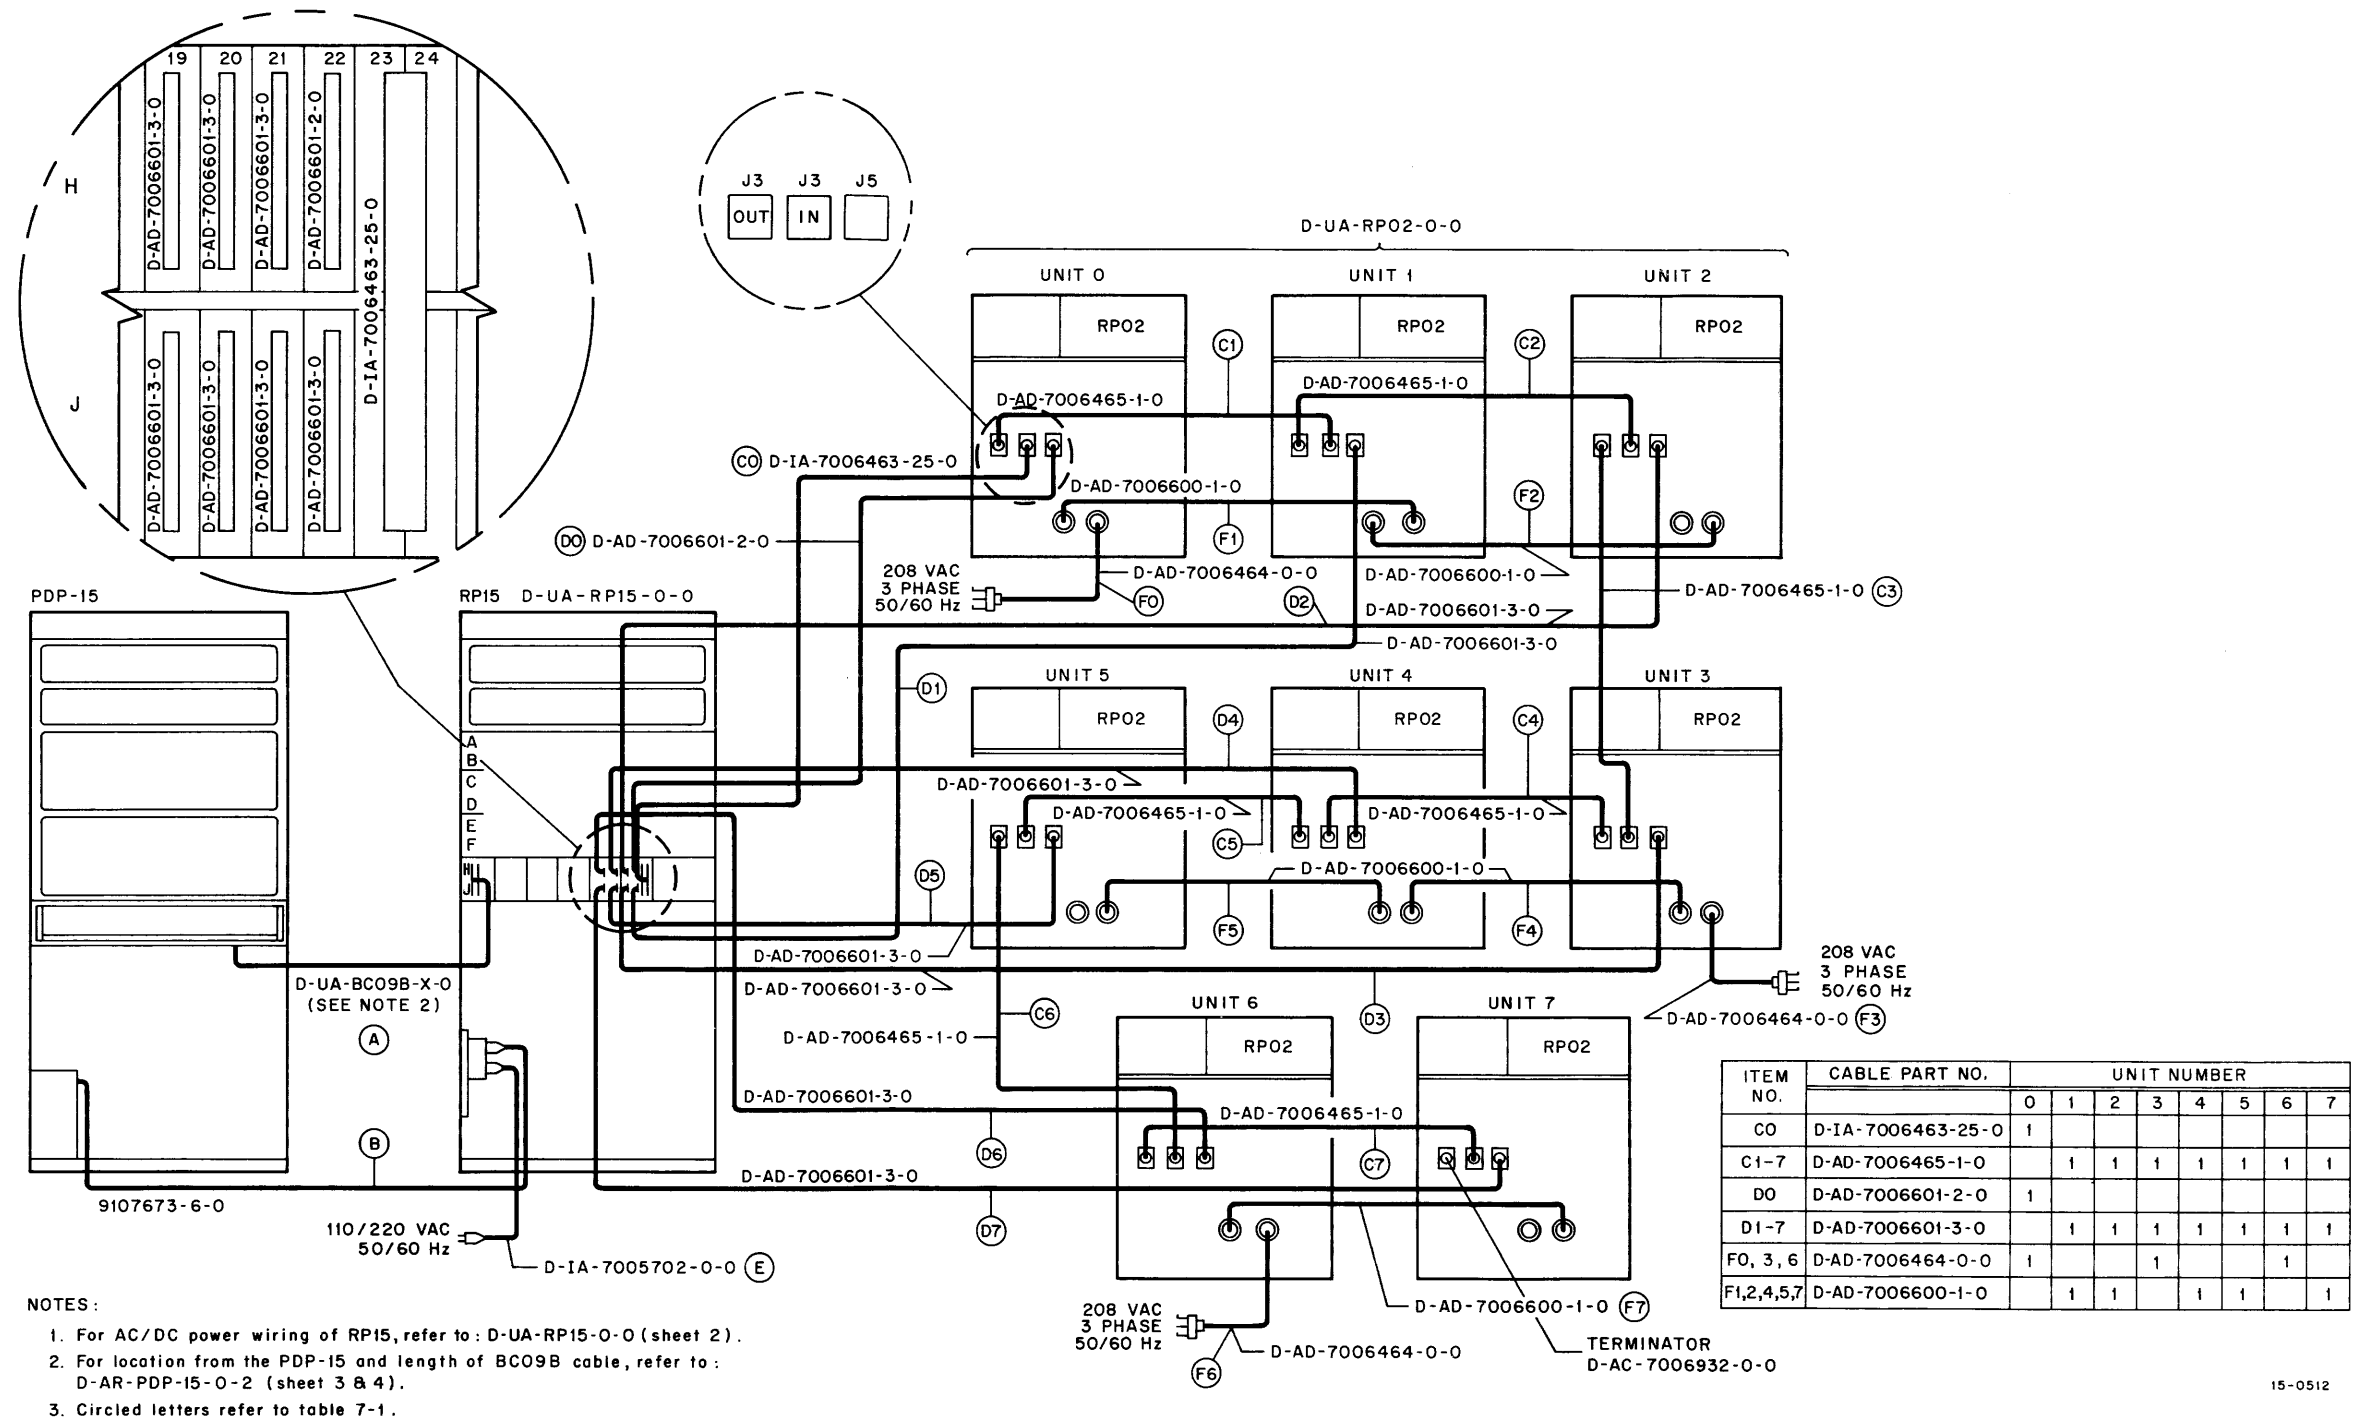 19 20 21 22 23 24
H
D-AD-7006601-3-0
D-AD-7006601-3-0
D-AD-7006601-3-0
D-AD-7006601-2-0
D-IA-7006463-25-0
J
D-AD-7006601-3-0
D-AD-7006601-3-0
D-AD-7006601-3-0
D-AD-7006601-3-0
J3 J3 J5
OUT IN
D-UA-RP02-0-0
UNIT 0 UNIT 1 UNIT 2
RP02 RP02 RP02
C1 C2
D-AD-7006465-1-0
D-AD-7006465-1-0
C0 D-IA-7006463-25-0
D-AD-7006600-1-0
F2
D0 D-AD-7006601-2-0
F1
208 VAC
3 PHASE
50/60 Hz
D-AD-7006464-0-0
F0
D-AD-7006600-1-0
D2
D-AD-7006601-3-0
D-AD-7006465-1-0 C3
D-AD-7006601-3-0
D1
PDP-15
RP15 D-UA-RP15-0-0
A
B
C
D
E
F
H
J
UNIT 5 UNIT 4 UNIT 3
RP02 RP02 RP02
D4 C4
D-AD-7006601-3-0
D-AD-7006465-1-0
D-AD-7006465-1-0
C5
D5
D-AD-7006600-1-0
F5 F4
D-AD-7006601-3-0
D-AD-7006601-3-0
D-UA-BC09B-X-0
(SEE NOTE 2)
A
208 VAC
3 PHASE
50/60 Hz
D-AD-7006464-0-0 F3
C6
D3
D-AD-7006465-1-0
UNIT 6 UNIT 7
RP02 RP02
D-AD-7006601-3-0
D-AD-7006465-1-0
B
D6
C7
D-AD-7006601-3-0
D7
9107673-6-0
110/220 VAC
50/60 Hz
D-IA-7005702-0-0 E
208 VAC
3 PHASE
50/60 Hz
D-AD-7006464-0-0
F6
D-AD-7006600-1-0 F7
TERMINATOR
D-AC-7006932-0-0
ITEM NO. CABLE PART NO. UNIT NUMBER
0 1 2 3 4 5 6 7
C0 D-IA-7006463-25-0 1
C1-7 D-AD-7006465-1-0 1 1 1 1 1 1 1
D0 D-AD-7006601-2-0 1
D1-7 D-AD-7006601-3-0 1 1 1 1 1 1 1
F0, 3, 6 D-AD-7006464-0-0 1 1 1
F1,2,4,5,7 D-AD-7006600-1-0 1 1 1 1 1
NOTES:
1. For AC/DC power wiring of RP15, refer to: D-UA-RP15-0-0 (sheet 2).
2. For location from the PDP-15 and length of BC09B cable, refer to:
D-AR-PDP-15-0-2 (sheet 3 & 4).
3. Circled letters refer to table 7-1.
15-0512